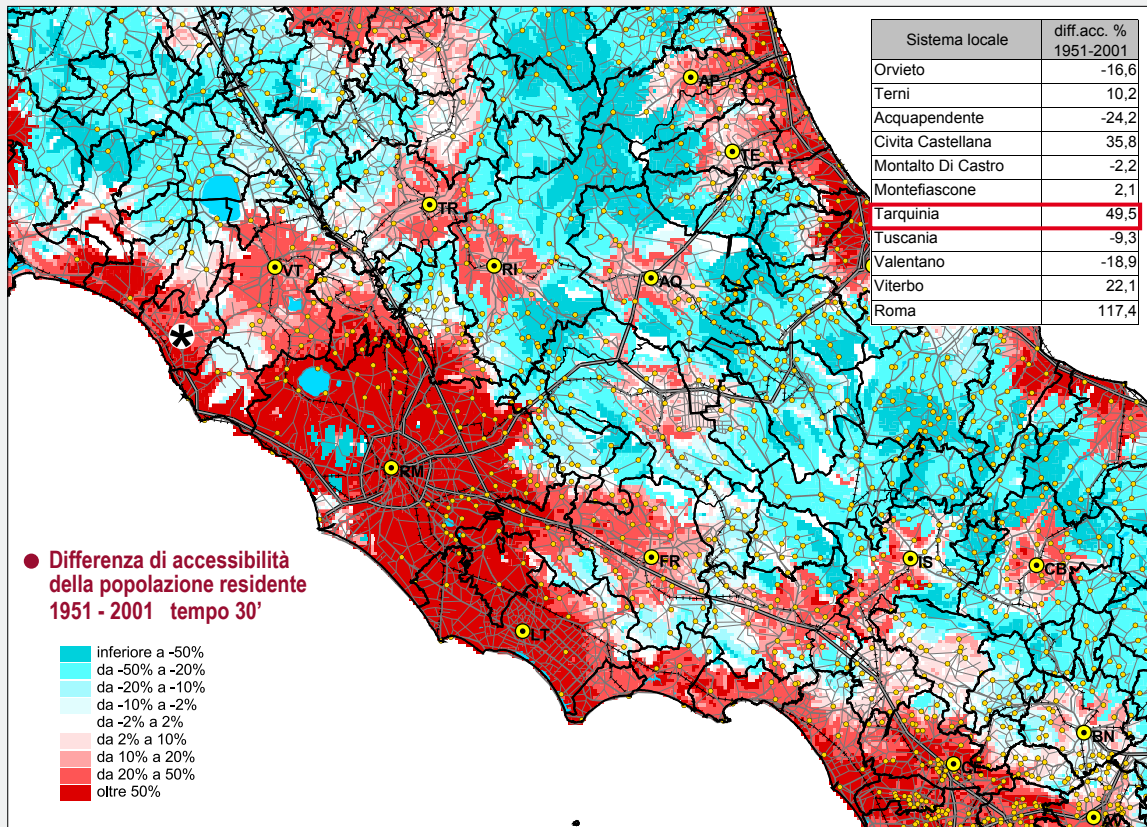 Sistema locale diff.acc. % 1951-2001
Orvieto -16,6
Terni 10,2
Acquapendente -24,2
Civita Castellana 35,8
Montalto Di Castro -2,2
Montefiascone 2,1
Tarquinia 49,5
Tuscania -9,3
Valentano -18,9
Viterbo 22,1
Roma 117,4
AP
TE
TR
VT
RI
AQ
*
RM
FR
IS
CB
LT
BN
Differenza di accessibilità
della popolazione residente
1951 - 2001 tempo 30'
inferiore a -50%
da -50% a -20%
da -20% a -10%
da -10% a -2%
da -2% a 2%
da 2% a 10%
da 10% a 20%
da 20% a 50%
oltre 50%